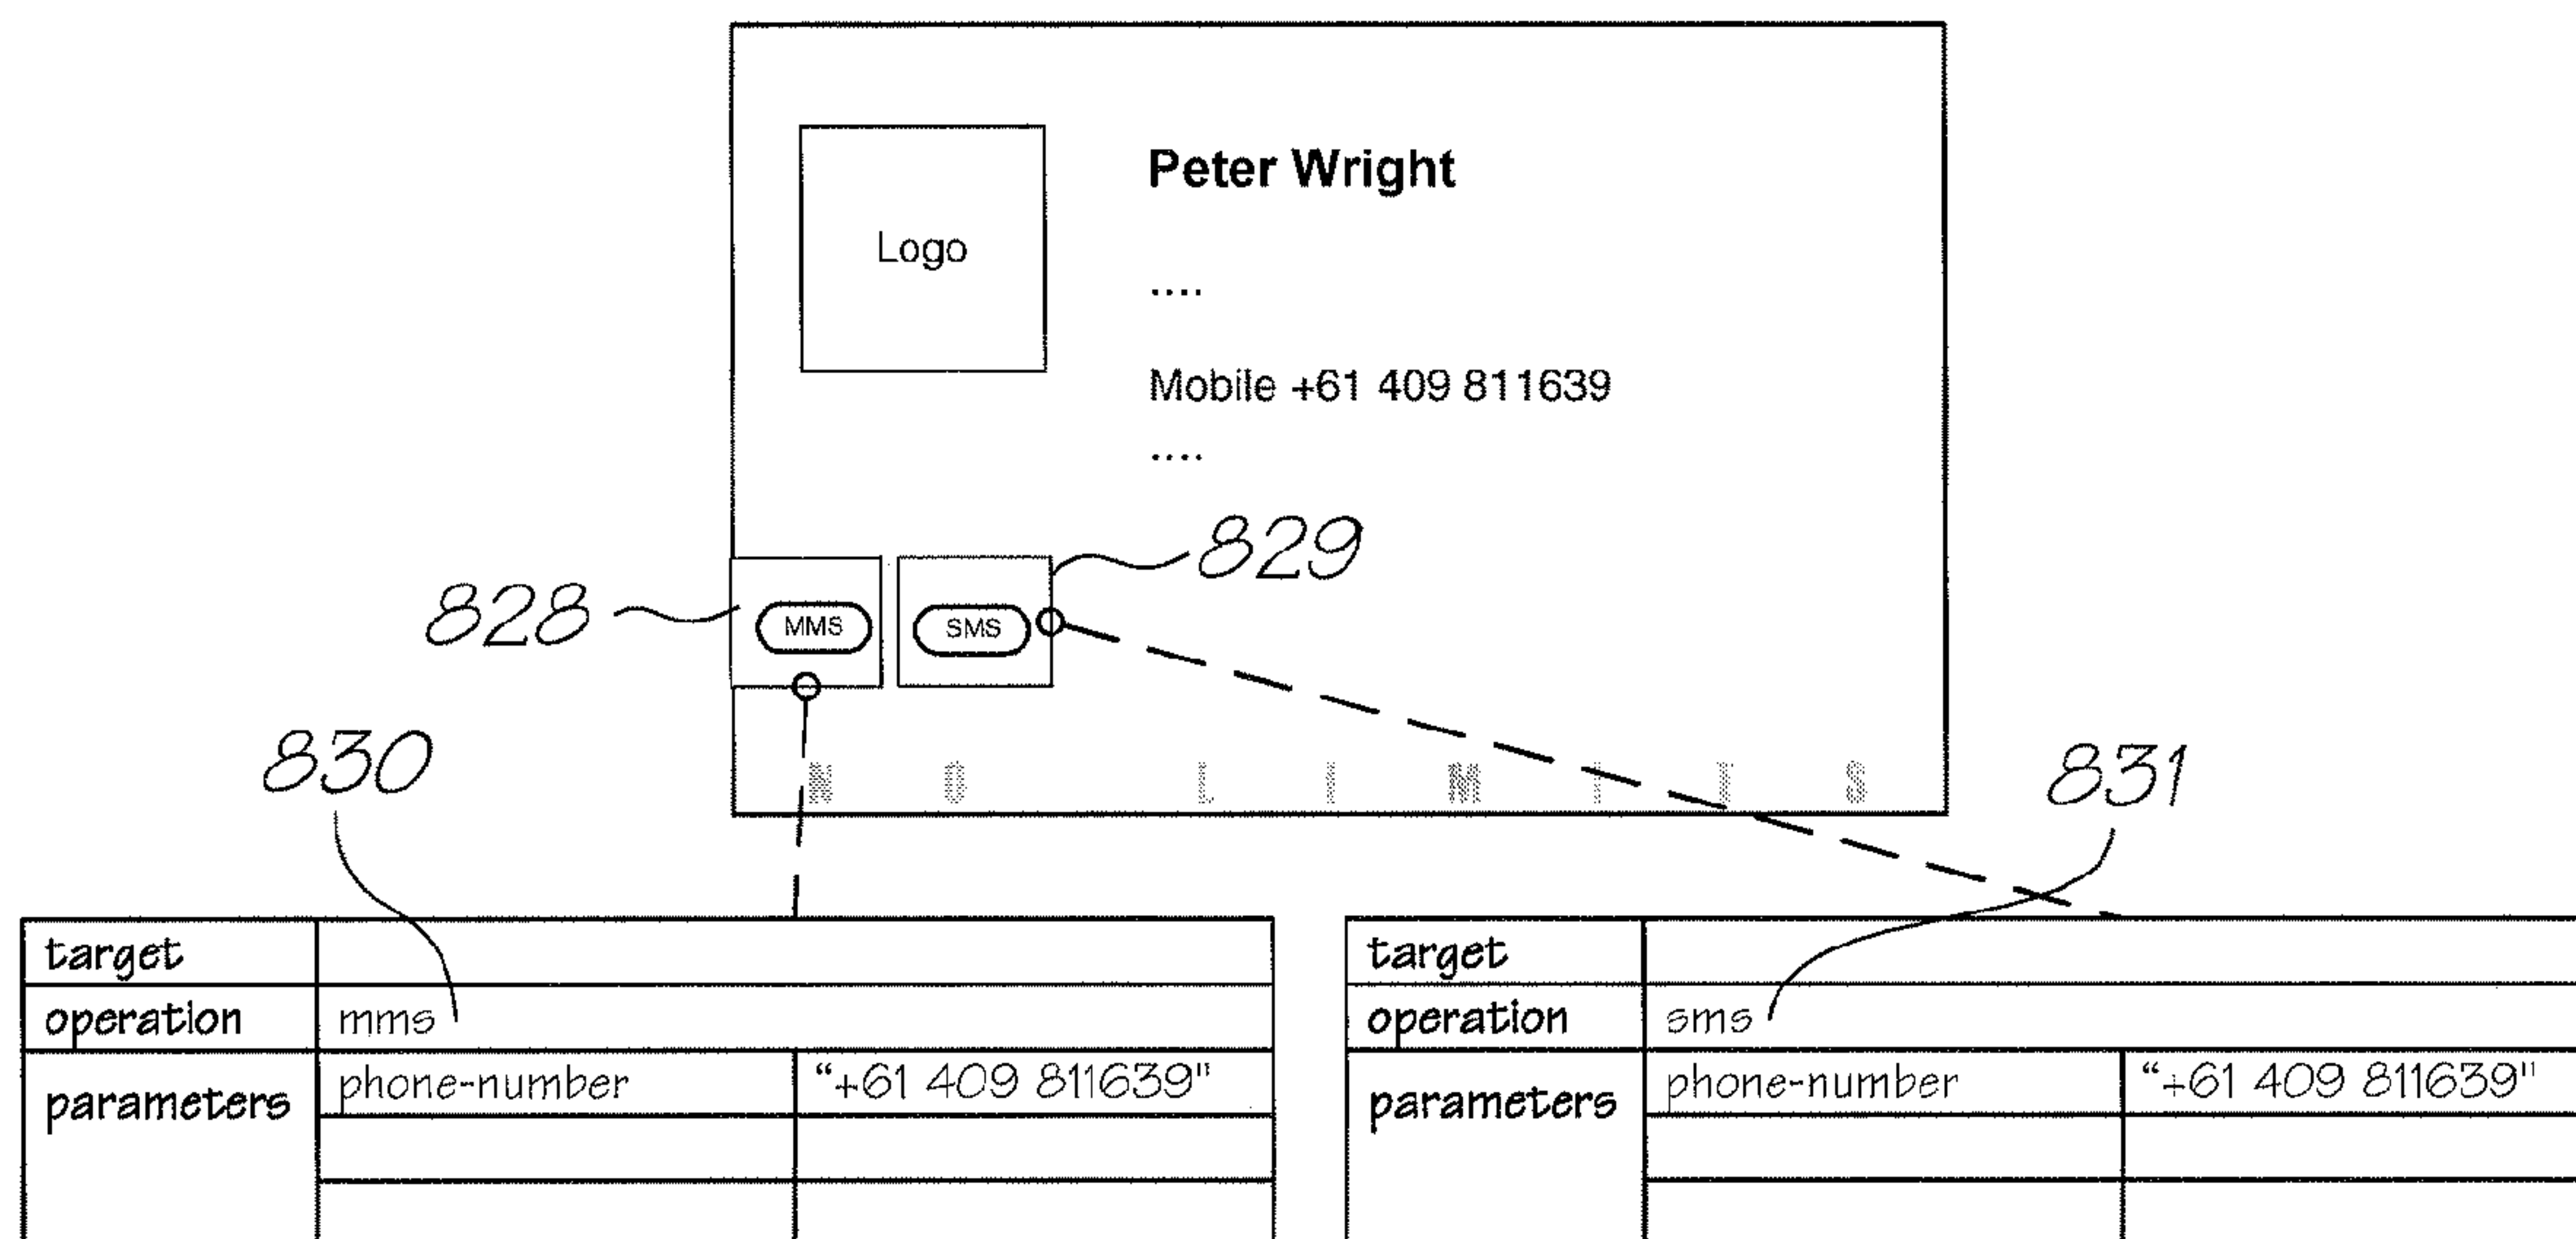 Peter Wright
Logo
....
Mobile +61 409 811639
....
829
828
MMS SMS
830
N O L I M I T S
831
target
operation mms
parameters phone-number “+61 409 811639"
target
operation sms
parameters phone-number “+61 409 811639"